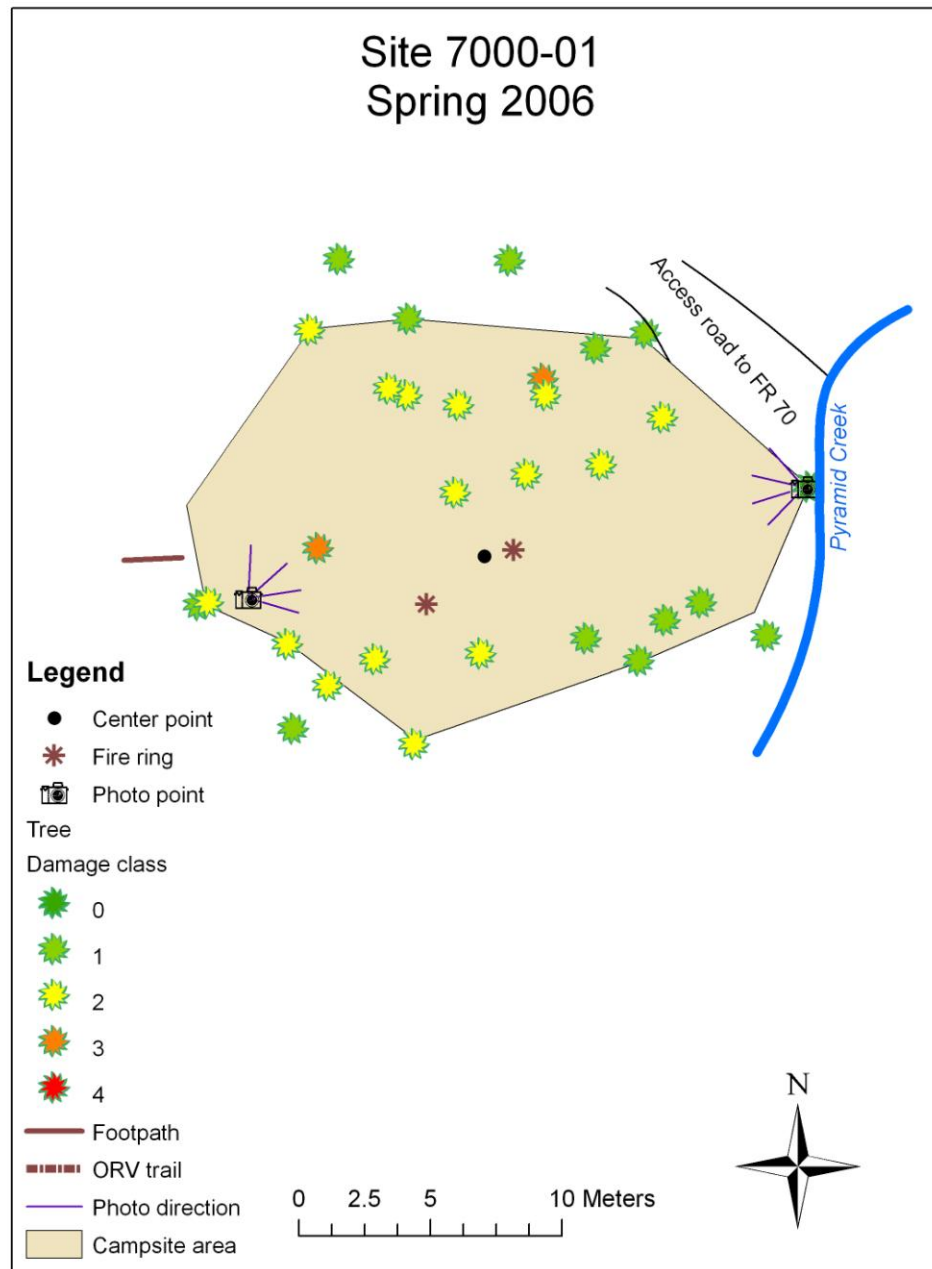 Site 7000-01
Spring 2006
Access road to FR 70
Pyramid Creek
Legend
Center point
Fire ring
Photo point
Tree
Damage class
0
1
2
3
4
Footpath
ORV trail
Photo direction
Campsite area
0 2.5 5 10 Meters
N